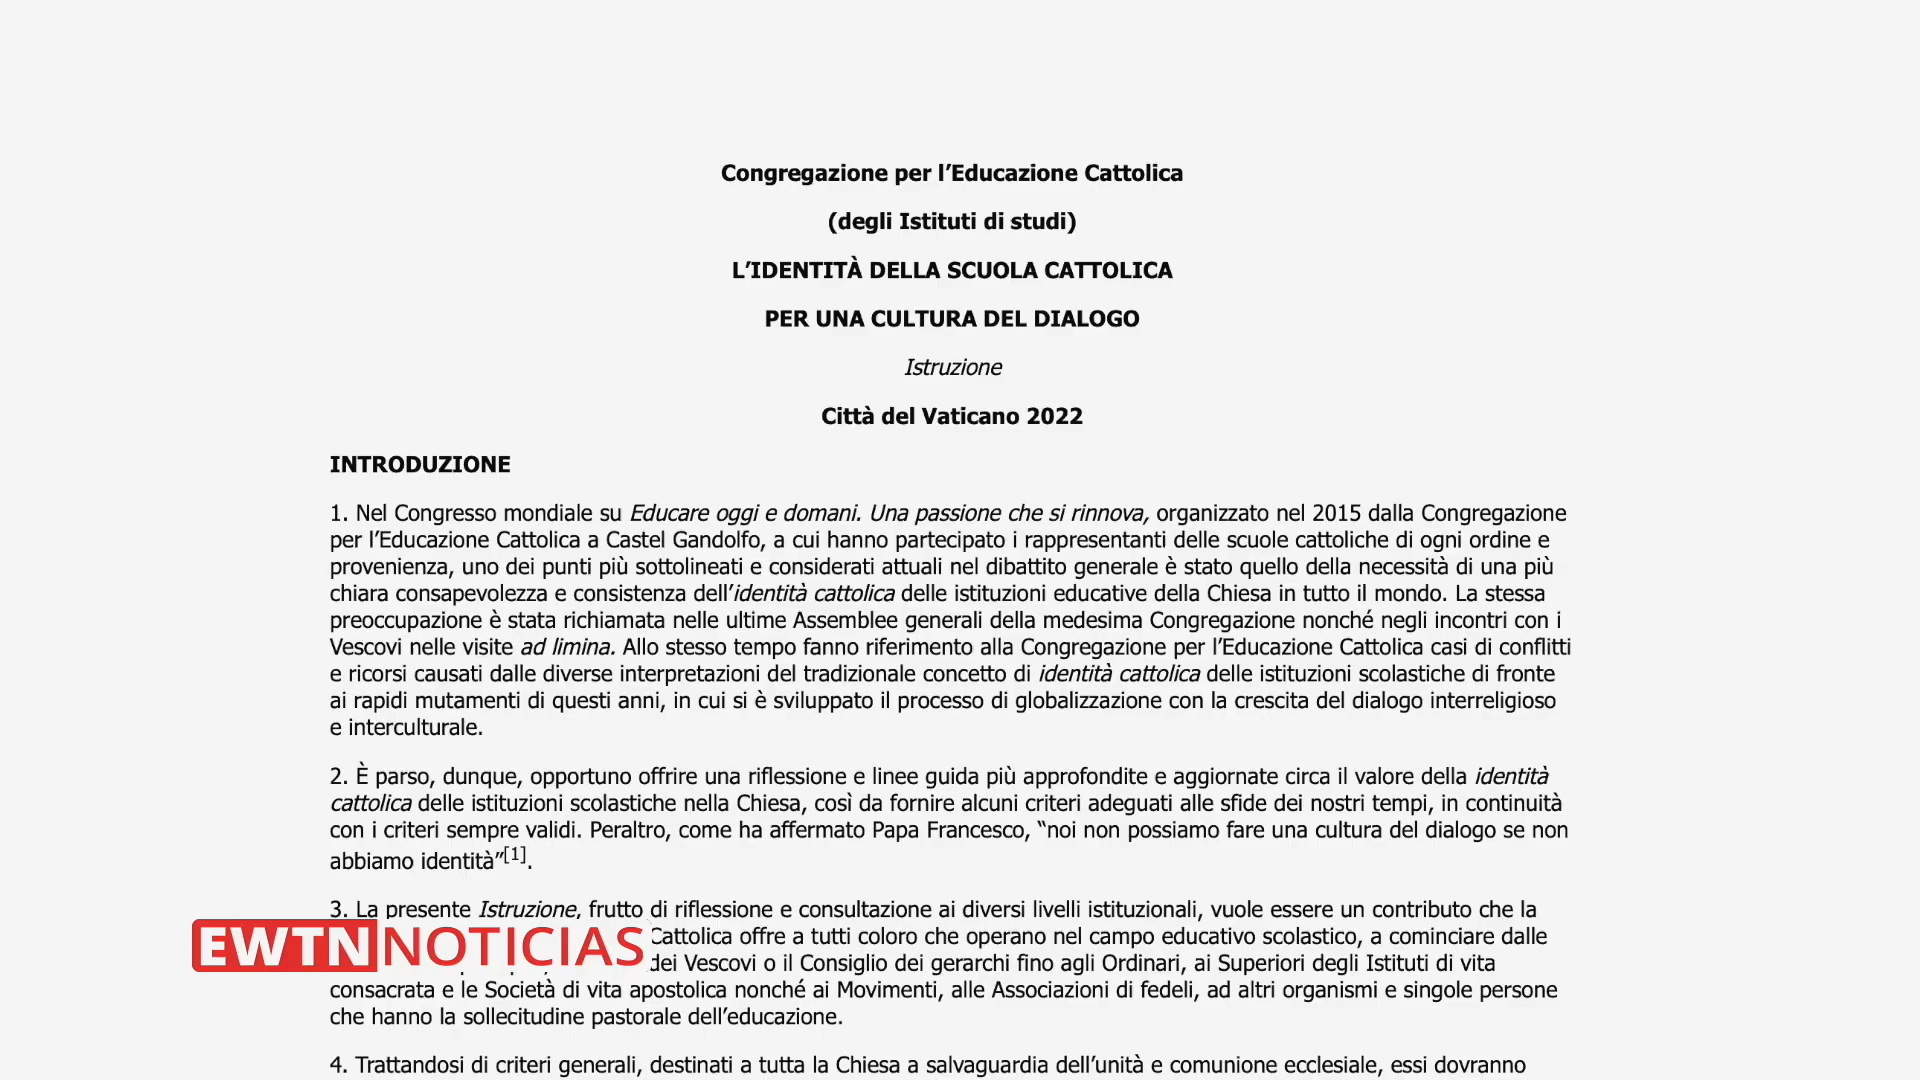 Congregazione per l’Educazione Cattolica
(degli Istituti di studi)
L’IDENTITÀ DELLA SCUOLA CATTOLICA
PER UNA CULTURA DEL DIALOGO
Istruzione
Città del Vaticano 2022
INTRODUZIONE
1. Nel Congresso mondiale su Educare oggi e domani. Una passione che si rinnova, organizzato nel 2015 dalla Congregazione
per l’Educazione Cattolica a Castel Gandolfo, a cui hanno partecipato i rappresentanti delle scuole cattoliche di ogni ordine e
provenienza, uno dei punti più sottolineati e considerati attuali nel dibattito generale è stato quello della necessità di una più
chiara consapevolezza e consistenza dell’identità cattolica delle istituzioni educative della Chiesa in tutto il mondo. La stessa
preoccupazione è stata richiamata nelle ultime Assemblee generali della medesima Congregazione nonché negli incontri con i
Vescovi nelle visite ad limina. Allo stesso tempo fanno riferimento alla Congregazione per l’Educazione Cattolica casi di conflitti
e ricorsi causati dalle diverse interpretazioni del tradizionale concetto di identità cattolica delle istituzioni scolastiche di fronte
ai rapidi mutamenti di questi anni, in cui si è sviluppato il processo di globalizzazione con la crescita del dialogo interreligioso
e interculturale.
2. È parso, dunque, opportuno offrire una riflessione e linee guida più approfondite e aggiornate circa il valore della identità
cattolica delle istituzioni scolastiche nella Chiesa, così da fornire alcuni criteri adeguati alle sfide dei nostri tempi, in continuità
con i criteri sempre validi. Peraltro, come ha affermato Papa Francesco, “noi non possiamo fare una cultura del dialogo se non
abbiamo identità”[1].
3. La presente Istruzione, frutto di riflessione e consultazione ai diversi livelli istituzionali, vuole essere un contributo che la
EWTN NOTICIAS
Cattolica offre a tutti coloro che operano nel campo educativo scolastico, a cominciare dalle
dei Vescovi o il Consiglio dei gerarchi fino agli Ordinari, ai Superiori degli Istituti di vita
consacrata e le Società di vita apostolica nonché ai Movimenti, alle Associazioni di fedeli, ad altri organismi e singole persone
che hanno la sollecitudine pastorale dell’educazione.
4. Trattandosi di criteri generali, destinati a tutta la Chiesa a salvaguardia dell’unità e comunione ecclesiale, essi dovranno